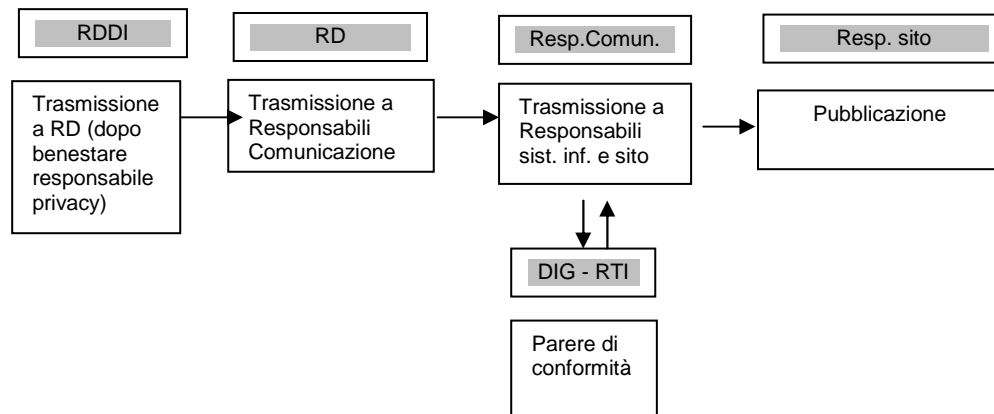 RDDI
RD
Resp.Comun.
Resp. sito
Trasmissione
a RD (dopo
benestare
responsabile
privacy)
Trasmissione a
Responsabili
Comunicazione
Trasmissione a
Responsabili
sist. inf. e sito
Pubblicazione
DIG - RTI
Parere di
conformità